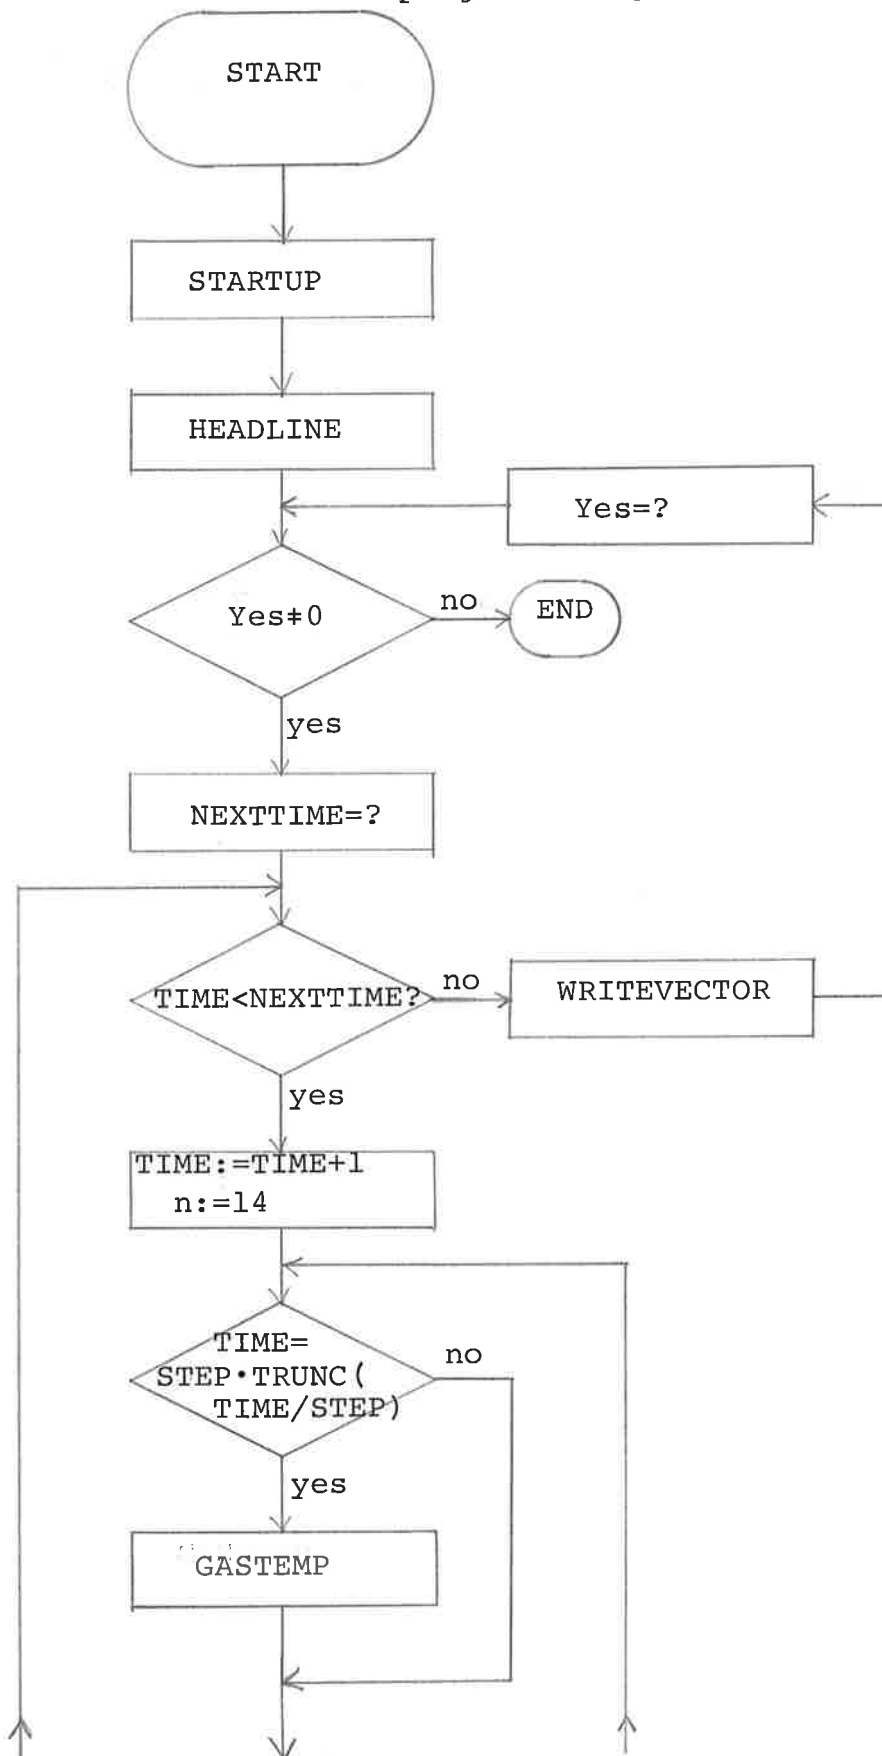 START
STARTUP
HEADLINE
Yes=?
Yes≠0
no
END
yes
NEXTTIME=?
TIME<NEXTTIME?
no
WRITEVECTOR
yes
TIME:=TIME+1
n:=14
TIME=
STEP·TRUNC(
TIME/STEP)
no
yes
GASTEMP